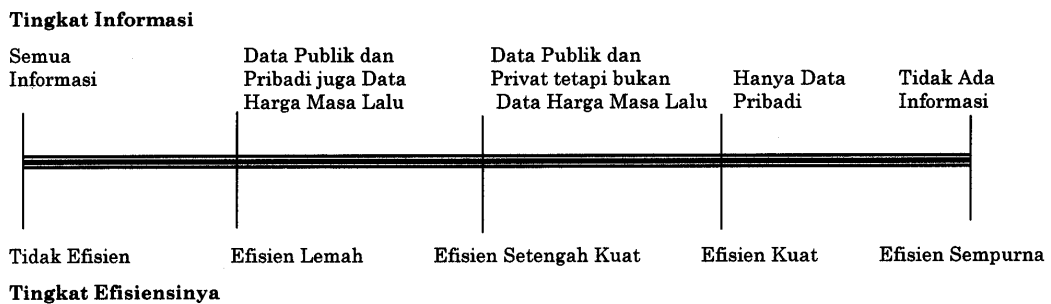 Tingkat Informasi
Semua
Informasi
Data Publik dan
Pribadi juga Data
Harga Masa Lalu
Data Publik dan
Privat tetapi bukan
Data Harga Masa Lalu
Hanya Data
Pribadi
Tidak Ada
Informasi
Tidak Efisien
Efisien Lemah
Efisien Setengah Kuat
Efisien Kuat
Efisien Sempurna
Tingkat Efisiensinya